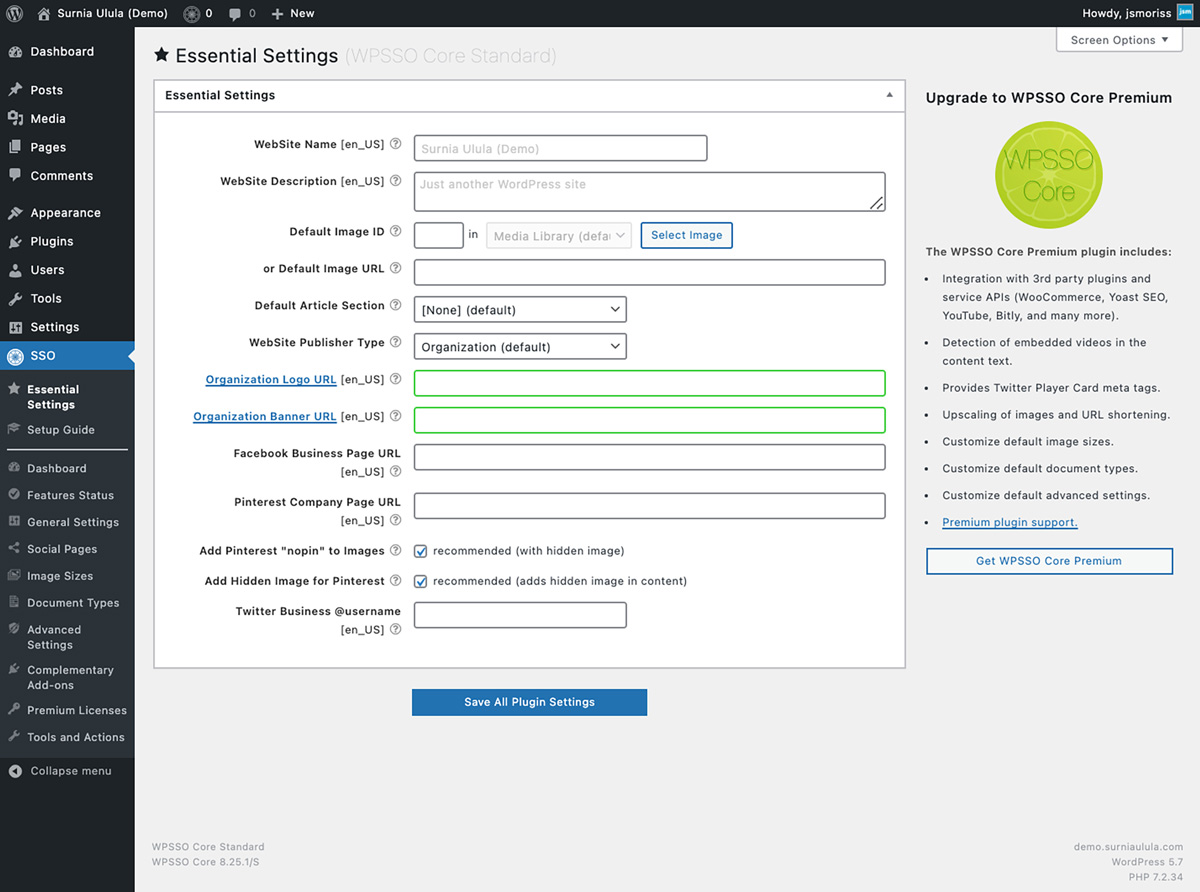 Surnia Ulula (Demo) 0 0 New
Howdy, jsmoriss jsm
Screen Options ▼
Dashboard
Posts
Media
Pages
Comments
Appearance
Plugins
Users
Tools
Settings
SSO
Essential
Settings
Setup Guide
Dashboard
Features Status
General Settings
Social Pages
Image Sizes
Document Types
Advanced
Settings
Complementary
Add-ons
Premium Licenses
Tools and Actions
Collapse menu
★ Essential Settings (WPSSO Core Standard)
Essential Settings ▲
WebSite Name [en_US] ? Surnia Ulula (Demo)
WebSite Description [en_US] ? Just another WordPress site
Default Image ID ? in Media Library (defau Select Image
or Default Image URL ?
Default Article Section ? [None] (default)
WebSite Publisher Type ? Organization (default)
Organization Logo URL [en_US] ?
Organization Banner URL [en_US] ?
Facebook Business Page URL
[en_US] ?
Pinterest Company Page URL
[en_US] ?
Add Pinterest "nopin" to Images ? recommended (with hidden image)
Add Hidden Image for Pinterest ? recommended (adds hidden image in content)
Twitter Business @username
[en_US] ?
Save All Plugin Settings
Upgrade to WPSSO Core Premium
WPSSO
Core
The WPSSO Core Premium plugin includes:
• Integration with 3rd party plugins and
service APIs (WooCommerce, Yoast SEO,
YouTube, Bitly, and many more).
• Detection of embedded videos in the
content text.
• Provides Twitter Player Card meta tags.
• Upscaling of images and URL shortening.
• Customize default image sizes.
• Customize default document types.
• Customize default advanced settings.
• Premium plugin support.
Get WPSSO Core Premium
WPSSO Core Standard
WPSSO Core 8.25.1/S
demo.surniaulula.com
WordPress 5.7
PHP 7.2.34